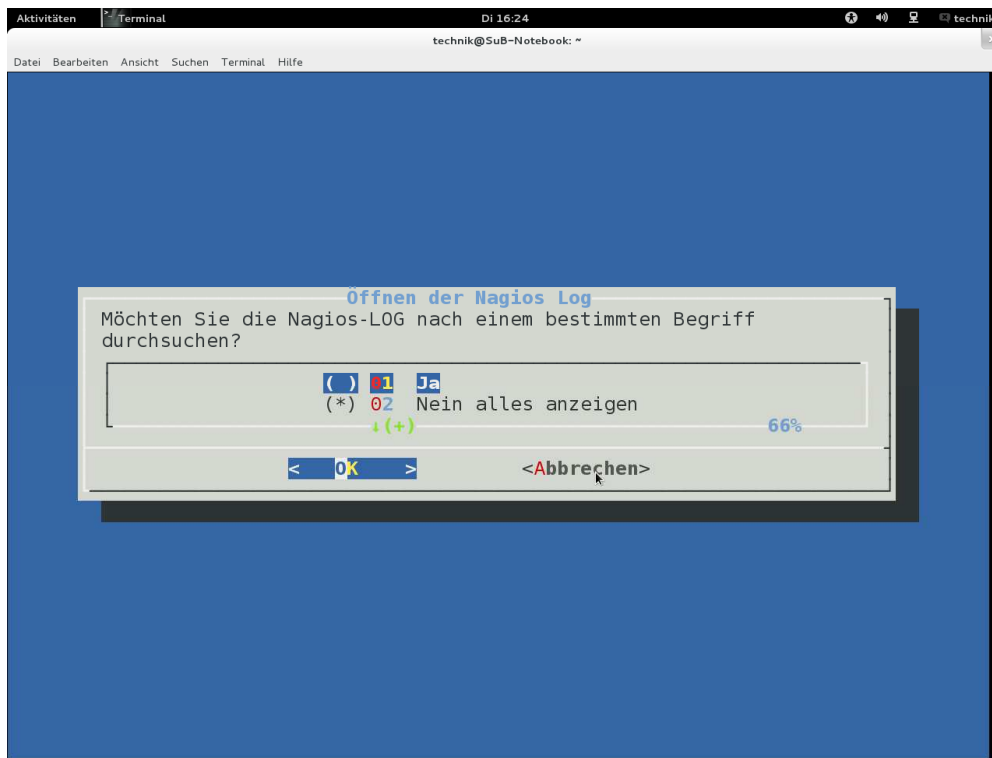 Aktivitäten Terminal Di 16:24 technik
technik@SuB-Notebook: ~
Datei Bearbeiten Ansicht Suchen Terminal Hilfe
Öffnen der Nagios Log
Möchten Sie die Nagios-LOG nach einem bestimmten Begriff
durchsuchen?
( ) 01 Ja
(*) 02 Nein alles anzeigen
↓(+) 66%
< OK > <Abbrechen>